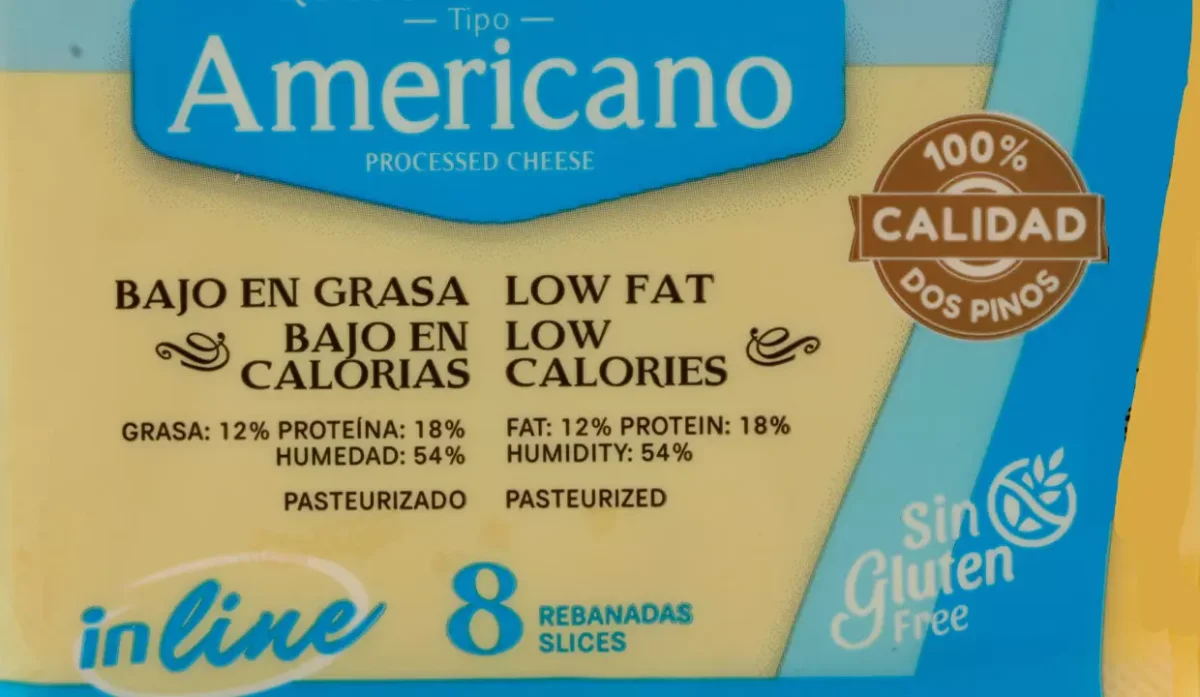 Tipo
Americano
PROCESSED CHEESE
100%
CALIDAD
DOS PINOS
BAJO EN GRASA
BAJO EN
CALORIAS
LOW FAT
LOW
CALORIES
GRASA: 12% PROTEÍNA: 18%
HUMEDAD: 54%
FAT: 12% PROTEIN: 18%
HUMIDITY: 54%
PASTEURIZADO
PASTEURIZED
Sin
Gluten
Free
in line
8
REBANADAS
SLICES